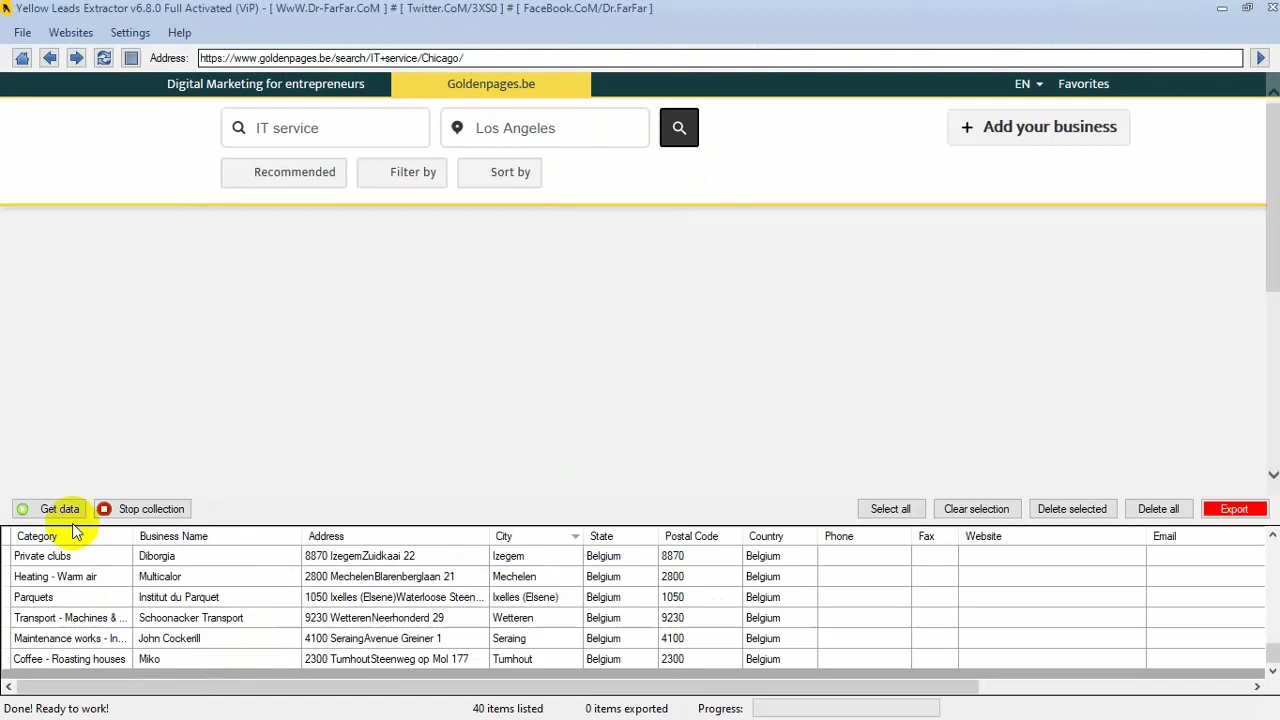 Yellow Leads Extractor v6.8.0 Full Activated (ViP) - [ WwW.Dr-FarFar.CoM ] # [ Twitter.CoM/3XS0 ] # [ FaceBook.CoM/Dr.FarFar ]
File Websites Settings Help
Address: https://www.goldenpages.be/search/IT+service/Chicago/
Digital Marketing for entrepreneurs Goldenpages.be EN Favorites
IT service Los Angeles + Add your business
Recommended Filter by Sort by
Get data Stop collection Select all Clear selection Delete selected Delete all Export
Category Business Name Address City State Postal Code Country Phone Fax Website Email
Private clubs Diborgia 8870 IzegemZuidkaai 22 Izegem Belgium 8870 Belgium
Heating - Warm air Multicalor 2800 MechelenBlarenberglaan 21 Mechelen Belgium 2800 Belgium
Parquets Institut du Parquet 1050 Ixelles (Elsene)Waterloose Steen... Ixelles (Elsene) Belgium 1050 Belgium
Transport - Machines & ... Schoonacker Transport 9230 WetterenNeerhonderd 29 Wetteren Belgium 9230 Belgium
Maintenance works - In... John Cockerill 4100 SeraingAvenue Greiner 1 Seraing Belgium 4100 Belgium
Coffee - Roasting houses Miko 2300 TurnhoutSteenweg op Mol 177 Turnhout Belgium 2300 Belgium
Done! Ready to work! 40 items listed 0 items exported Progress: